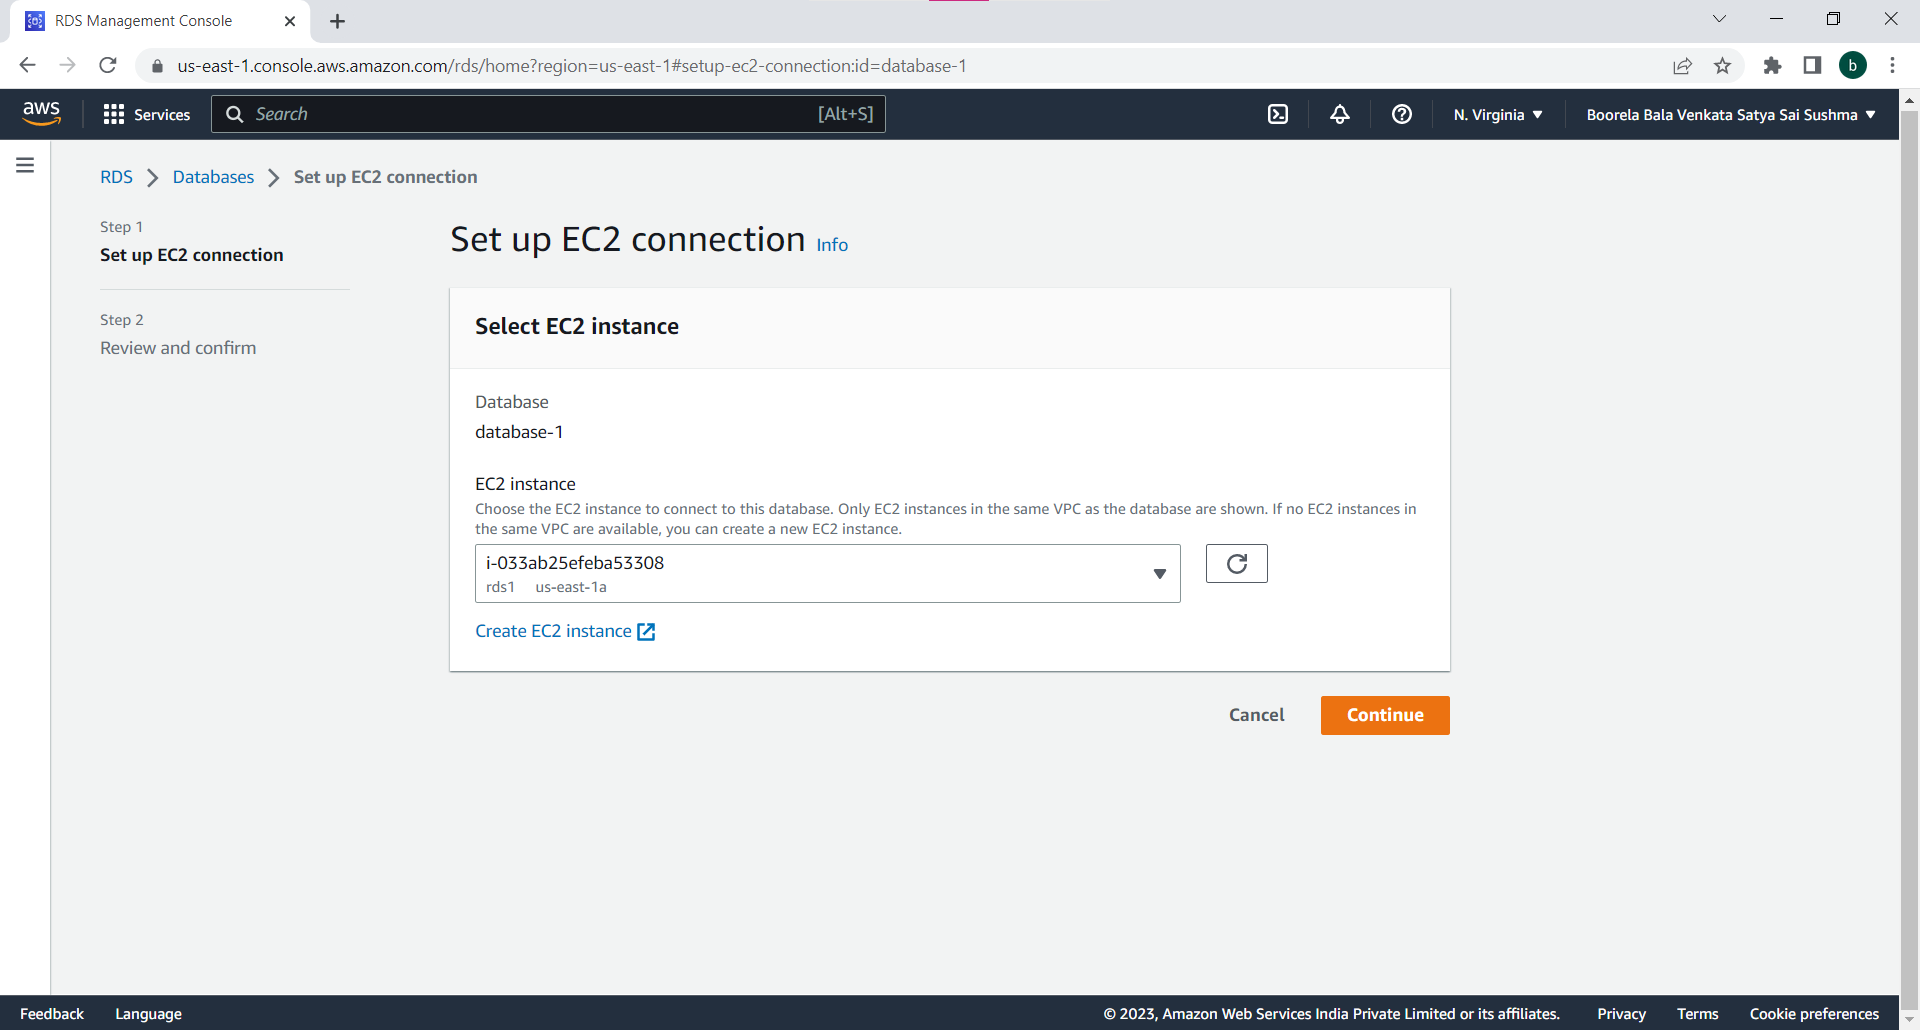 RDS Management Console
us-east-1.console.aws.amazon.com/rds/home?region=us-east-1#setup-ec2-connection:id=database-1
b
aws
Services
Search
[Alt+S]
N. Virginia
Boorela Bala Venkata Satya Sai Sushma
RDS
Databases
Set up EC2 connection
Step 1
Set up EC2 connection
Step 2
Review and confirm
Set up EC2 connection Info
Select EC2 instance
Database
database-1
EC2 instance
Choose the EC2 instance to connect to this database. Only EC2 instances in the same VPC as the database are shown. If no EC2 instances in
the same VPC are available, you can create a new EC2 instance.
i-033ab25efeba53308
rds1 us-east-1a
Create EC2 instance
Cancel
Continue
Feedback
Language
© 2023, Amazon Web Services India Private Limited or its affiliates.
Privacy
Terms
Cookie preferences